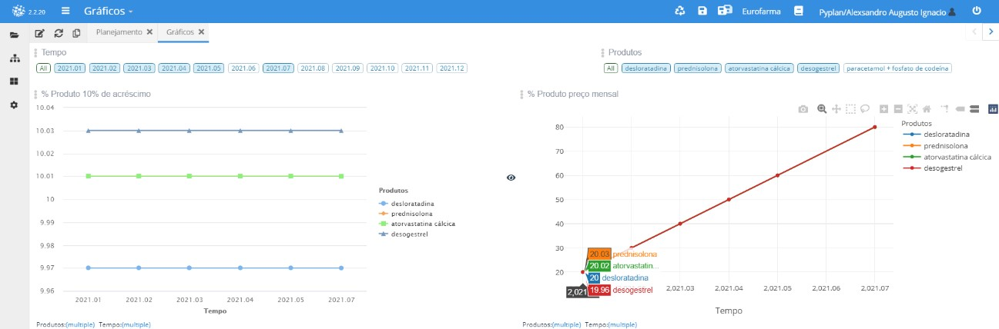 2.2.20 Gráficos Eurofarma Pyplan/Alexsandro Augusto Ignacio
Planejamento Gráficos
Tempo
All 2021.01 2021.02 2021.03 2021.04 2021.05 2021.06 2021.07 2021.08 2021.09 2021.10 2021.11 2021.12
Produtos
All desloratadina prednisolona atorvastatina cálcica desogestrel paracetamol + fosfato de codeína
% Produto 10% de acréscimo
10.04
10.03
10.02
10.01
10
9.99
9.98
9.97
9.96
2021.01 2021.02 2021.03 2021.04 2021.05 2021.07
Tempo
Produtos
desloratadina
prednisolona
atorvastatina cálcica
desogestrel
Produtos:(multiple) Tempo:(multiple)
% Produto preço mensal
80
70
60
50
40
30
20
20.03 prednisolona
20.02 atorvastatin...
20 desloratadina
19.96 desogestrel
2,021 2,021.03 2,021.04 2,021.05 2,021.06 2,021.07
Tempo
Produtos
desloratadina
prednisolona
atorvastatina cálcica
desogestrel
Produtos:(multiple) Tempo:(multiple)